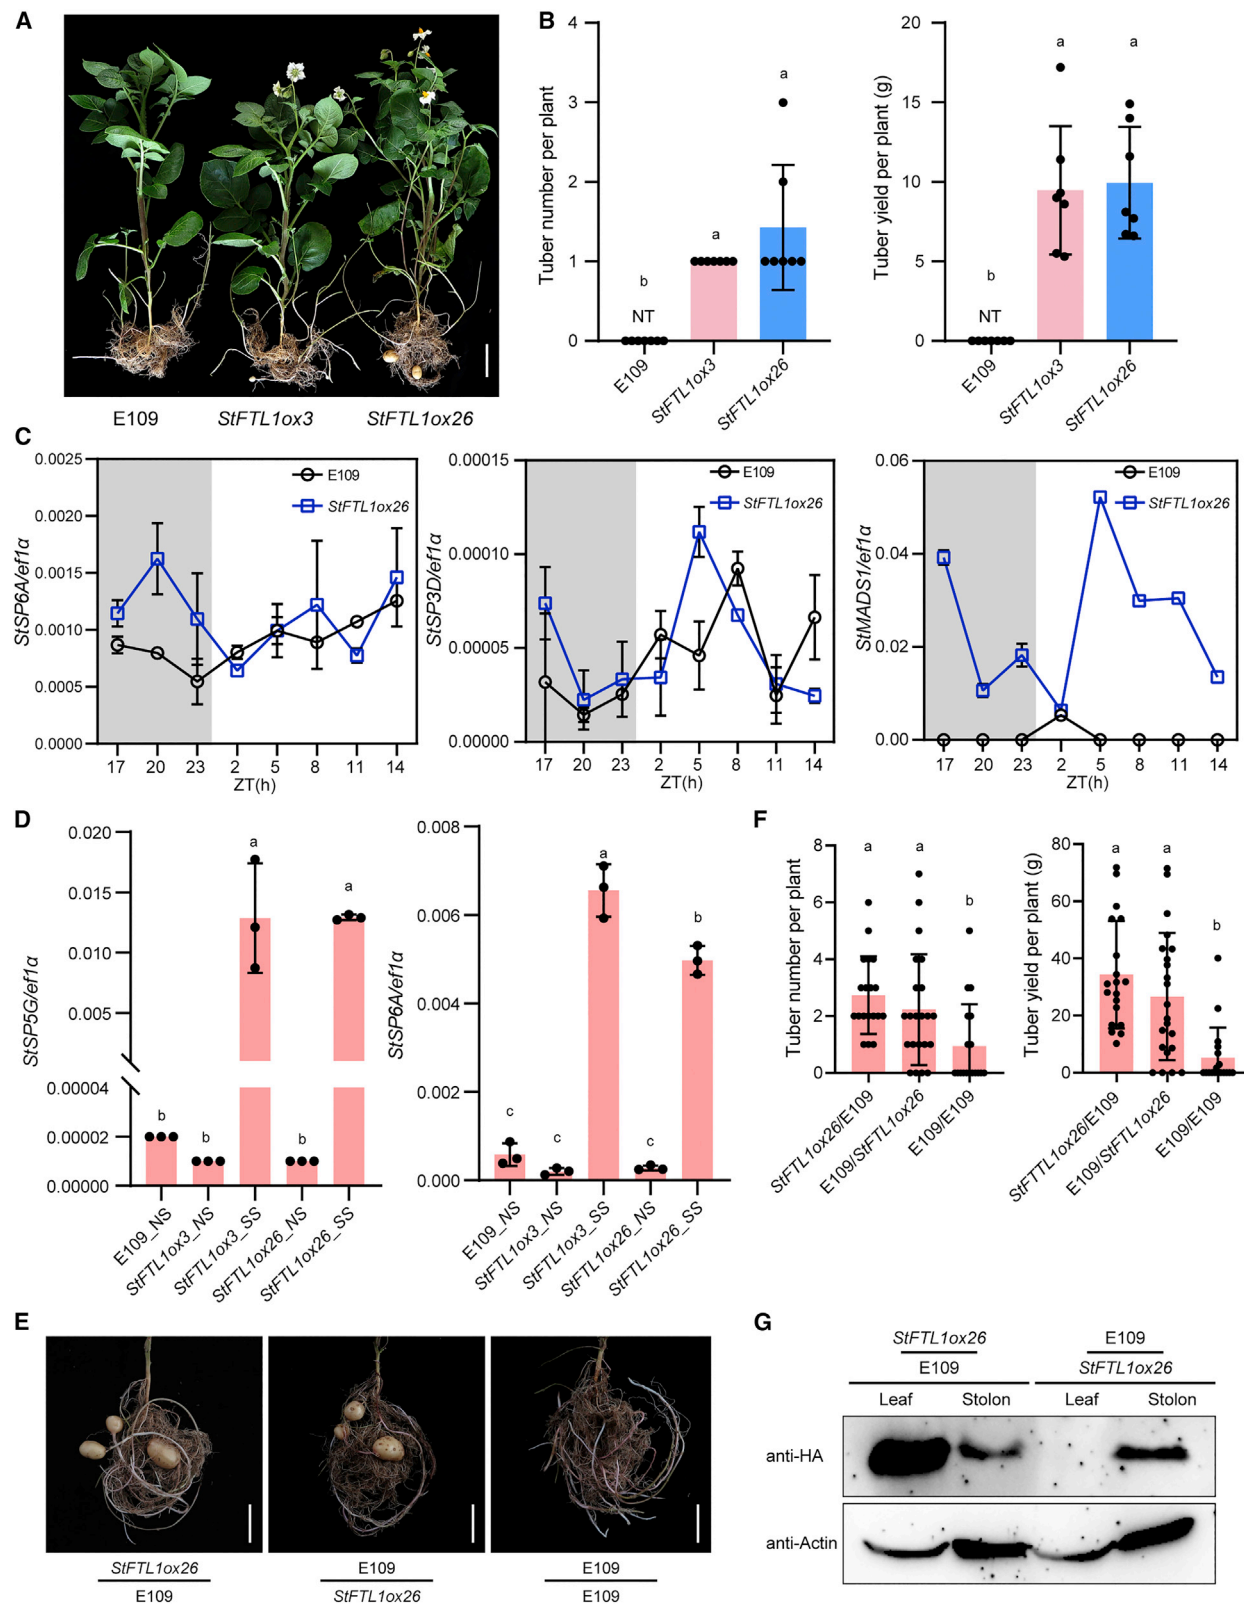 A
E109
StFTL1ox3
StFTL1ox26
B
Tuber number per plant
4
3
2
1
0
b
NT
a
a
E109
StFTL1ox3
StFTL1ox26
Tuber yield per plant (g)
20
15
10
5
0
b
NT
a
a
E109
StFTL1ox3
StFTL1ox26
C
StSP6A/ef1α
0.0025
0.0020
0.0015
0.0010
0.0005
0.0000
E109
StFTL1ox26
17 20 23 2 5 8 11 14
ZT(h)
StSP3D/ef1α
0.00015
0.00010
0.00005
0.00000
E109
StFTL1ox26
17 20 23 2 5 8 11 14
StMADS1/ef1α
0.06
0.04
0.02
0.00
E109
StFTL1ox26
17 20 23 2 5 8 11 14
ZT(h)
D
StSP5G/ef1α
0.020
0.015
0.010
0.005
0.00004
0.00002
0.00000
b
b
a
b
a
E109_NS
StFTL1ox3_NS
StFTL1ox3_SS
StFTL1ox26_NS
StFTL1ox26_SS
StSP6A/ef1α
0.008
0.006
0.004
0.002
0.000
c
c
a
c
b
E109_NS
StFTL1ox3_NS
StFTL1ox3_SS
StFTL1ox26_NS
StFTL1ox26_SS
F
Tuber number per plant
8
6
4
2
0
a
a
b
StFTL1ox26/E109
E109/StFTL1ox26
E109/E109
Tuber yield per plant (g)
80
60
40
20
0
a
a
b
StFTTL1ox26/E109
E109/StFTL1ox26
E109/E109
E
StFTL1ox26
E109
E109
StFTL1ox26
E109
E109
G
StFTL1ox26
E109
E109
StFTL1ox26
Leaf Stolon Leaf Stolon
anti-HA
anti-Actin